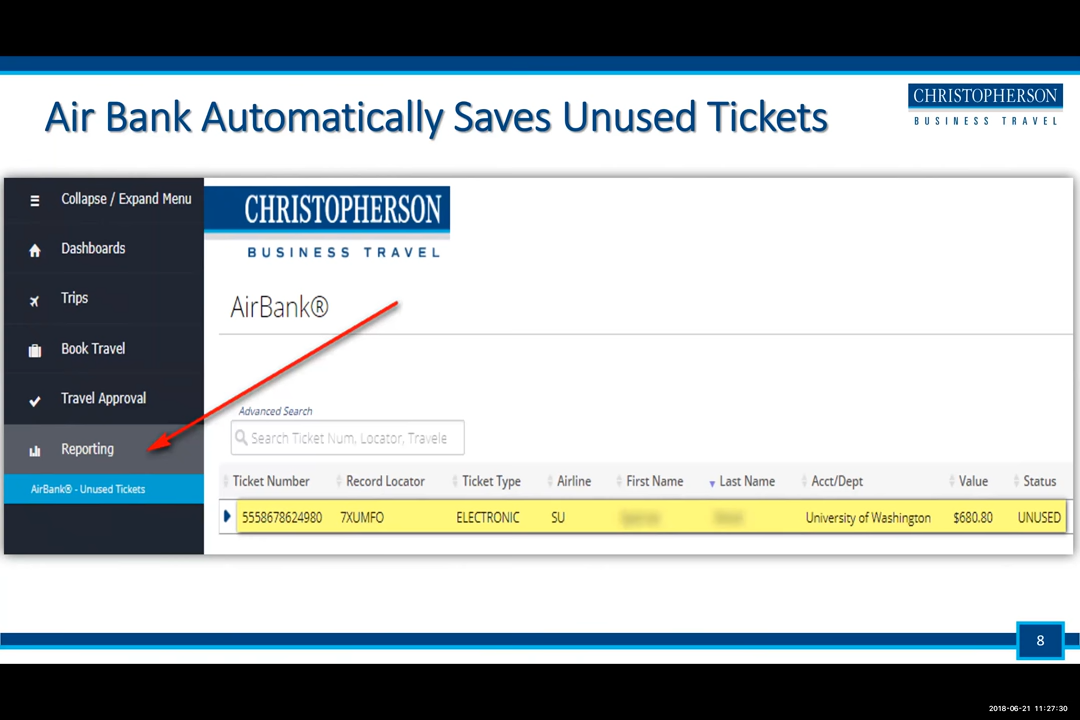 Air Bank Automatically Saves Unused Tickets
CHRISTOPHERSON
BUSINESS TRAVEL
Collapse / Expand Menu
Dashboards
Trips
Book Travel
Travel Approval
Reporting
AirBank® - Unused Tickets
CHRISTOPHERSON
BUSINESS TRAVEL
AirBank®
Advanced Search
Search Ticket Num, Locator, Travele
Ticket Number Record Locator Ticket Type Airline First Name Last Name Acct/Dept Value Status
5558678624980 7XUMFO ELECTRONIC SU University of Washington $680.80 UNUSED
8
2018-06-21 11:27:30